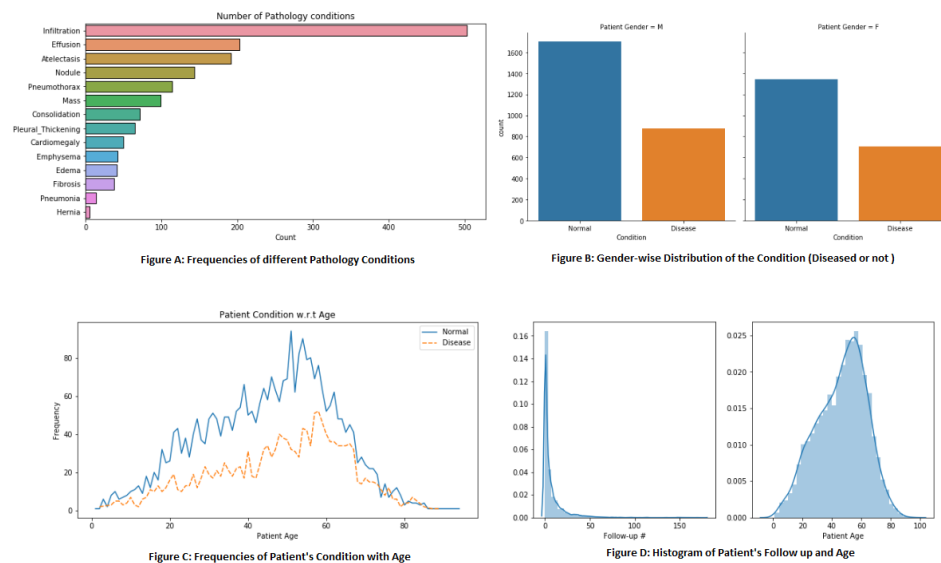 Number of Pathology conditions
Infiltration
Effusion
Atelectasis
Nodule
Pneumothorax
Mass
Consolidation
Pleural_Thickening
Cardiomegaly
Emphysema
Edema
Fibrosis
Pneumonia
Hernia
0 100 200 300 400 500
Count
Figure A: Frequencies of different Pathology Conditions
Patient Gender = M
Patient Gender = F
1600
1400
1200
1000
800
600
400
200
0
count
Normal Disease
Condition
Normal Disease
Condition
Figure B: Gender-wise Distribution of the Condition (Diseased or not )
Patient Condition w.r.t Age
Normal
Disease
80
60
40
20
0
Frequency
0 20 40 60 80
Patient Age
Figure C: Frequencies of Patient's Condition with Age
0.16
0.14
0.12
0.10
0.08
0.06
0.04
0.02
0.00
0 50 100 150
Follow-up #
0.025
0.020
0.015
0.010
0.005
0.000
0 20 40 60 80 100
Patient Age
Figure D: Histogram of Patient's Follow up and Age